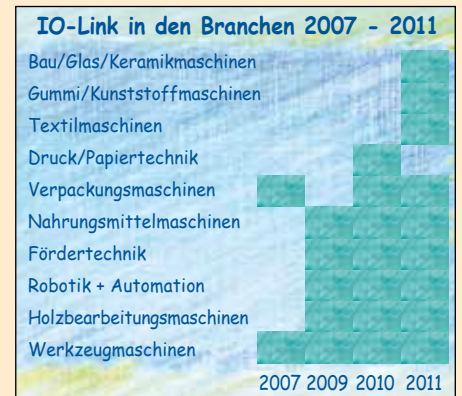 IO-Link in den Branchen 2007 - 2011
Bau/Glas/Keramikmaschinen
Gummi/Kunststoffmaschinen
Textilmaschinen
Druck/Papiertechnik
Verpackungsmaschinen
Nahrungsmittelmaschinen
Fördertechnik
Robotik + Automation
Holzbearbeitungsmaschinen
Werkzeugmaschinen
2007 2009 2010 2011